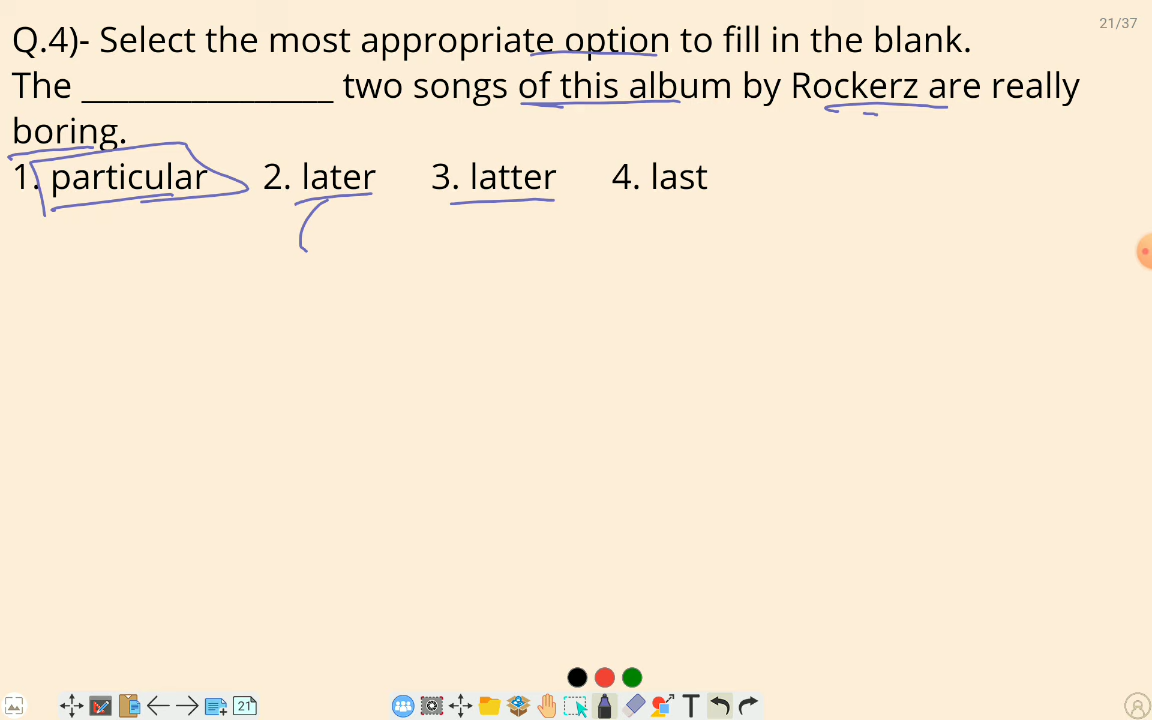 21/37
Q.4)- Select the most appropriate option to fill in the blank.
The ________________ two songs of this album by Rockerz are really
boring.
1. particular 2. later 3. latter 4. last
21